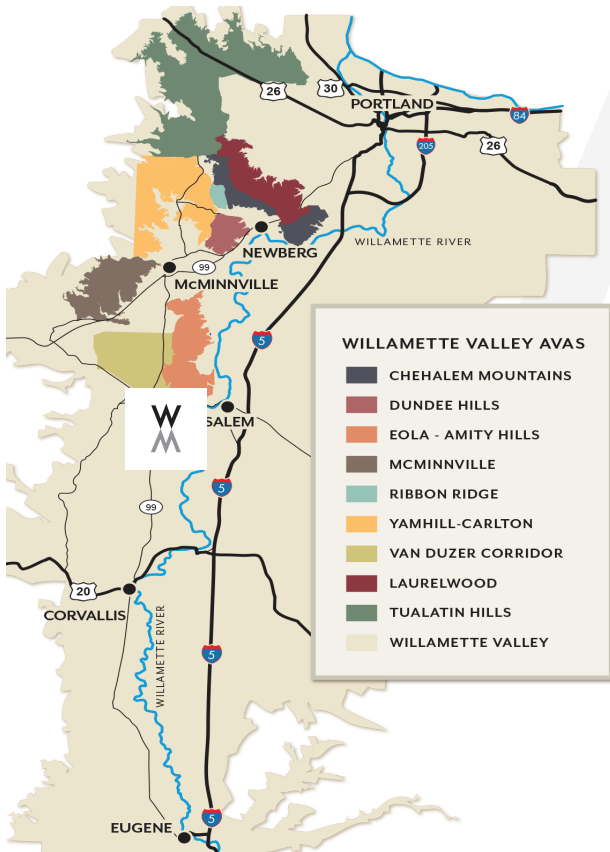 26
30
PORTLAND
84
205
26
WILLAMETTE RIVER
NEWBERG
99
McMINNVILLE
5
WILLAMETTE VALLEY AVAS
CHEHALEM MOUNTAINS
DUNDEE HILLS
EOLA - AMITY HILLS
MCMINNVILLE
RIBBON RIDGE
YAMHILL-CARLTON
VAN DUZER CORRIDOR
LAURELWOOD
TUALATIN HILLS
WILLAMETTE VALLEY
W
M
SALEM
5
99
20
CORVALLIS
WILLAMETTE RIVER
5
5
EUGENE